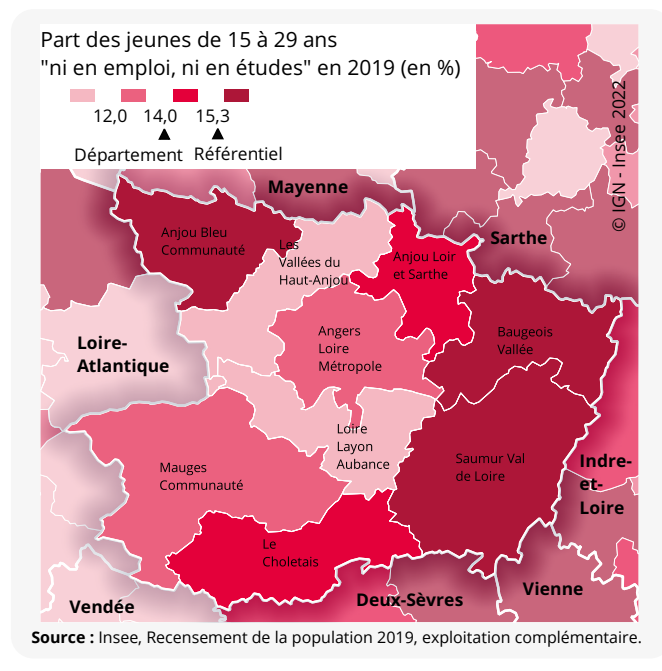 Part des jeunes de 15 à 29 ans
"ni en emploi, ni en études" en 2019 (en %)
12,0 14,0 15,3
Département Référentiel
© IGN - Insee 2022
Mayenne
Sarthe
Anjou Bleu
Communauté
Les
Vallées du
Haut-Anjou
Anjou Loir
et Sarthe
Loire-
Atlantique
Angers
Loire
Métropole
Baugeois
Vallée
Loire
Layon
Aubance
Mauges
Communauté
Saumur Val
de Loire
Indre-
et-
Loire
Le
Choletais
Vendée
Deux-Sèvres
Vienne
Source : Insee, Recensement de la population 2019, exploitation complémentaire.